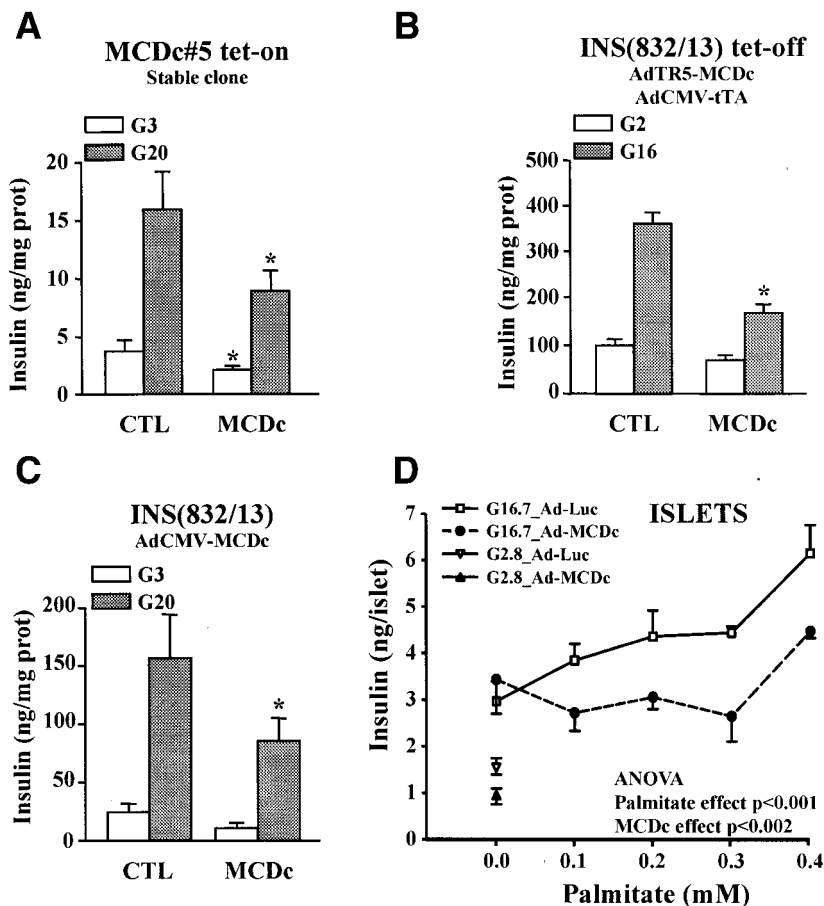 A
MCDc#5 tet-on
Stable clone
G3
G20
Insulin (ng/mg prot)
20
15
10
5
0
*
*
CTL
MCDc
B
INS(832/13) tet-off
AdTR5-MCDc
AdCMV-tTA
G2
G16
Insulin (ng/mg prot)
500
400
300
200
100
0
*
CTL
MCDc
C
INS(832/13)
AdCMV-MCDc
G3
G20
Insulin (ng/mg prot)
200
150
100
50
0
*
CTL
MCDc
D
ISLETS
G16.7_Ad-Luc
G16.7_Ad-MCDc
G2.8_Ad-Luc
G2.8_Ad-MCDc
Insulin (ng/islet)
7
6
5
4
3
2
1
0
ANOVA
Palmitate effect p<0.001
MCDc effect p<0.002
0.0 0.1 0.2 0.3 0.4
Palmitate (mM)